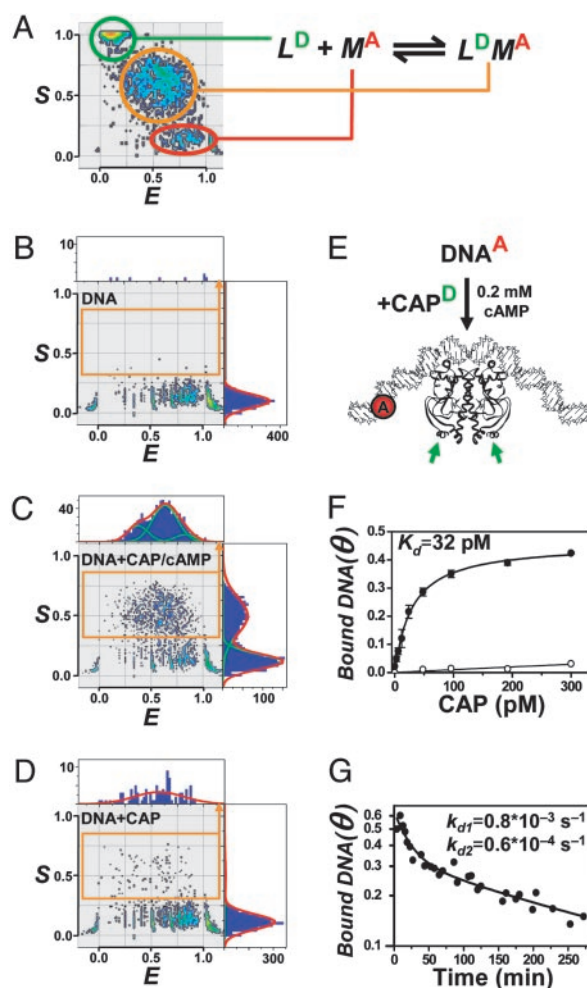 A
1.0
S
0.5
0.0
0.0 0.5 1.0
E
L^D + M^A ⇌ L^D M^A
B
10
DNA
1.0
S
0.5
0.0
0.0 0.5 1.0
E
400
C
40
DNA+CAP/cAMP
1.0
S
0.5
0.0
0.0 0.5 1.0
E
100
D
10
DNA+CAP
1.0
S
0.5
0.0
0.0 0.5 1.0
E
300
E
DNA^A
+CAP^D
0.2 mM
cAMP
A
F
Bound DNA(θ)
0.5
0.4
0.3
0.2
0.1
0.0
K_d=32 pM
0 100 200 300
CAP (pM)
G
Bound DNA(θ)
0.6
0.5
0.4
0.3
0.2
0.1
k_d1=0.8*10^−3 s^−1
k_d2=0.6*10^−4 s^−1
0 50 100 150 200 250
Time (min)